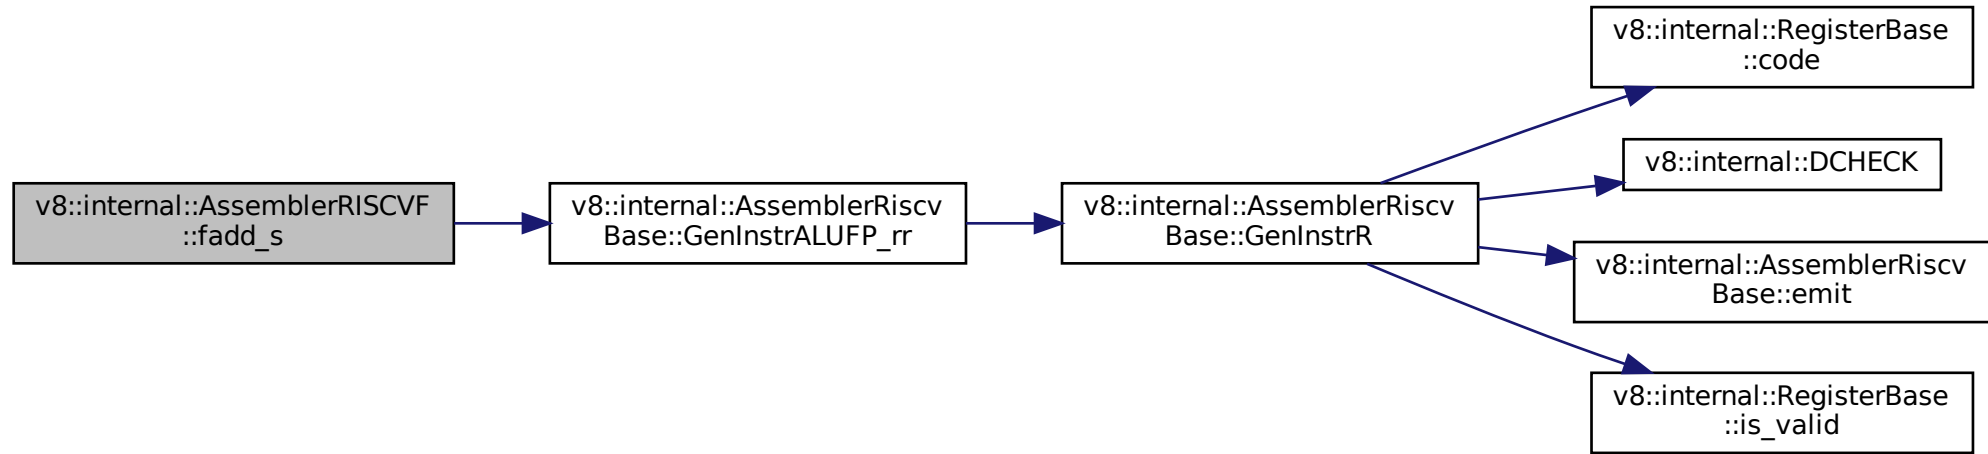 v8::internal::AssemblerRISCVF
::fadd_s
v8::internal::AssemblerRiscv
Base::GenInstrALUFP_rr
v8::internal::AssemblerRiscv
Base::GenInstrR
v8::internal::RegisterBase
::code
v8::internal::DCHECK
v8::internal::AssemblerRiscv
Base::emit
v8::internal::RegisterBase
::is_valid